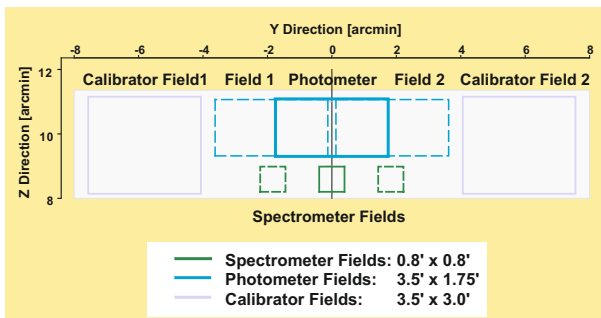 Y Direction [arcmin]
-8 -6 -4 -2 0 2 4 6 8
Z Direction [arcmin]
12
Calibrator Field1 Field 1 Photometer Field 2 Calibrator Field 2
10
8
Spectrometer Fields
Spectrometer Fields: 0.8' x 0.8'
Photometer Fields: 3.5' x 1.75'
Calibrator Fields: 3.5' x 3.0'